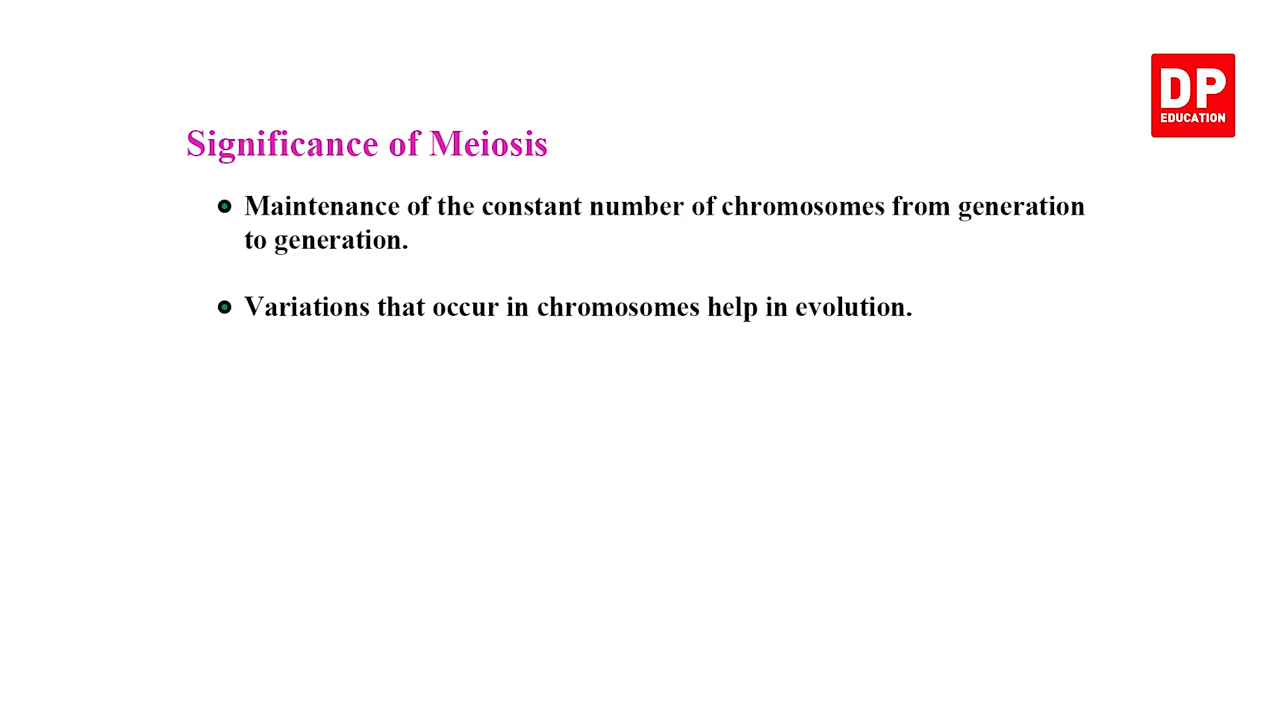 DP
EDUCATION
Significance of Meiosis
Maintenance of the constant number of chromosomes from generation
to generation.
Variations that occur in chromosomes help in evolution.